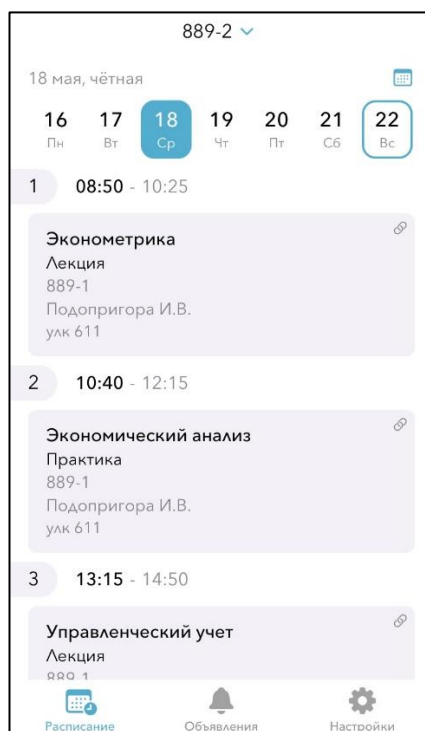 889-2
18 мая, чётная
16 17 18 19 20 21 22
Пн Вт Ср Чт Пт Сб Вс
1 08:50 - 10:25
Эконометрика
Лекция
889-1
Подопригора И.В.
улк 611
2 10:40 - 12:15
Экономический анализ
Практика
889-1
Подопригора И.В.
улк 611
3 13:15 - 14:50
Управленческий учет
Лекция
889-1
Расписание Объявления Настройки